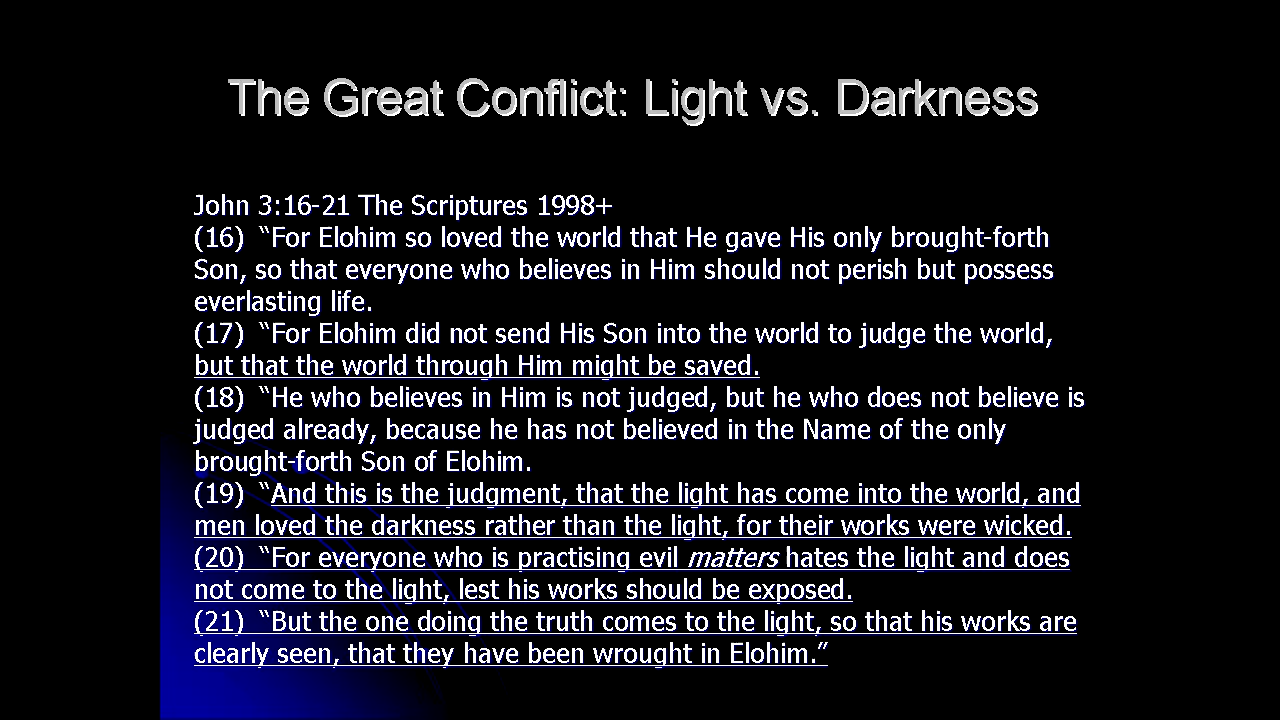 The Great Conflict: Light vs. Darkness
John 3:16-21 The Scriptures 1998+
(16)  “For Elohim so loved the world that He gave His only brought-forth
Son, so that everyone who believes in Him should not perish but possess
everlasting life.
(17)  “For Elohim did not send His Son into the world to judge the world,
but that the world through Him might be saved.
(18)  “He who believes in Him is not judged, but he who does not believe is
judged already, because he has not believed in the Name of the only
brought-forth Son of Elohim.
(19)  “And this is the judgment, that the light has come into the world, and
men loved the darkness rather than the light, for their works were wicked.
(20)  “For everyone who is practising evil matters hates the light and does
not come to the light, lest his works should be exposed.
(21)  “But the one doing the truth comes to the light, so that his works are
clearly seen, that they have been wrought in Elohim.”